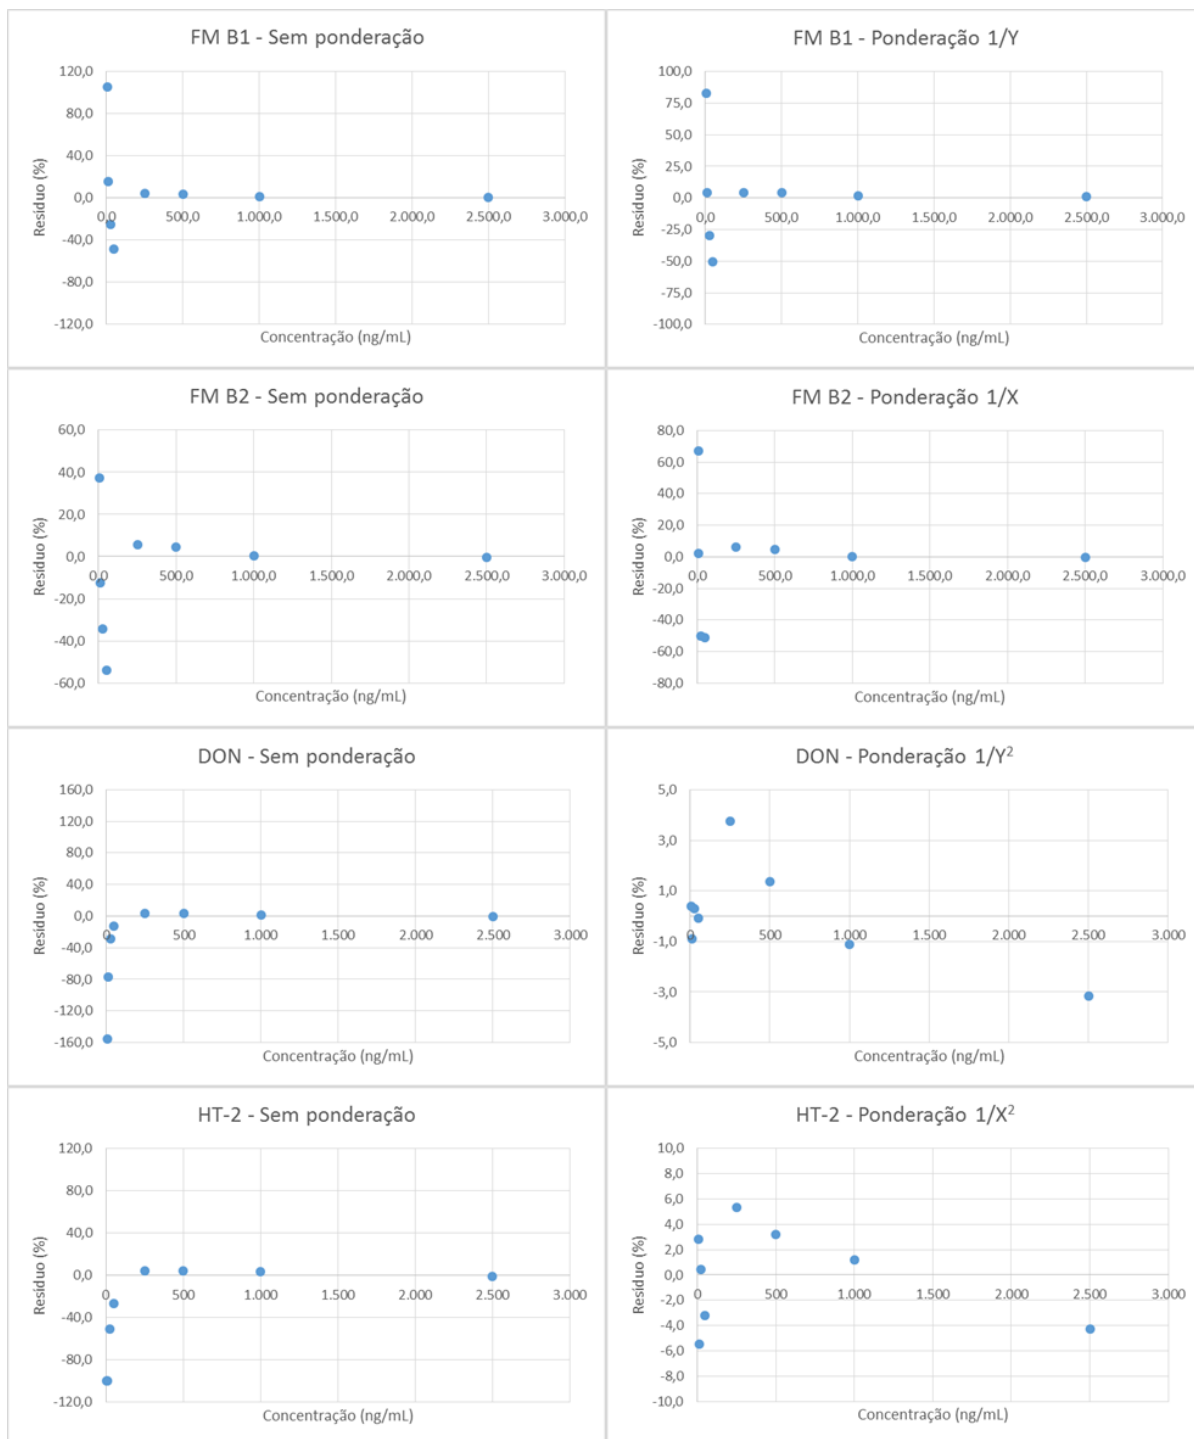 FM B1 - Sem ponderação
120,0
80,0
40,0
0,0
-40,0
-80,0
-120,0
Resíduo (%)
0,0 500,0 1.000,0 1.500,0 2.000,0 2.500,0 3.000,0
Concentração (ng/mL)
FM B1 - Ponderação 1/Y
100,0
75,0
50,0
25,0
0,0
-25,0
-50,0
-75,0
-100,0
Resíduo (%)
0,0 500,0 1.000,0 1.500,0 2.000,0 2.500,0 3.000,0
Concentração (ng/mL)
FM B2 - Sem ponderação
60,0
40,0
20,0
0,0
-20,0
-40,0
-60,0
Resíduo (%)
0,0 500,0 1.000,0 1.500,0 2.000,0 2.500,0 3.000,0
Concentração (ng/mL)
FM B2 - Ponderação 1/X
80,0
60,0
40,0
20,0
0,0
-20,0
-40,0
-60,0
-80,0
Resíduo (%)
0,0 500,0 1.000,0 1.500,0 2.000,0 2.500,0 3.000,0
Concentração (ng/mL)
DON - Sem ponderação
160,0
120,0
80,0
40,0
0,0
-40,0
-80,0
-120,0
-160,0
Resíduo (%)
0 500 1.000 1.500 2.000 2.500 3.000
Concentração (ng/mL)
DON - Ponderação 1/Y²
5,0
3,0
1,0
-1,0
-3,0
-5,0
Resíduo (%)
0 500 1.000 1.500 2.000 2.500 3.000
Concentração (ng/mL)
HT-2 - Sem ponderação
120,0
80,0
40,0
0,0
-40,0
-80,0
-120,0
Resíduo (%)
0 500 1.000 1.500 2.000 2.500 3.000
Concentração (ng/mL)
HT-2 - Ponderação 1/X²
10,0
8,0
6,0
4,0
2,0
0,0
-2,0
-4,0
-6,0
-8,0
-10,0
Resíduo (%)
0 500 1.000 1.500 2.000 2.500 3.000
Concentração (ng/mL)